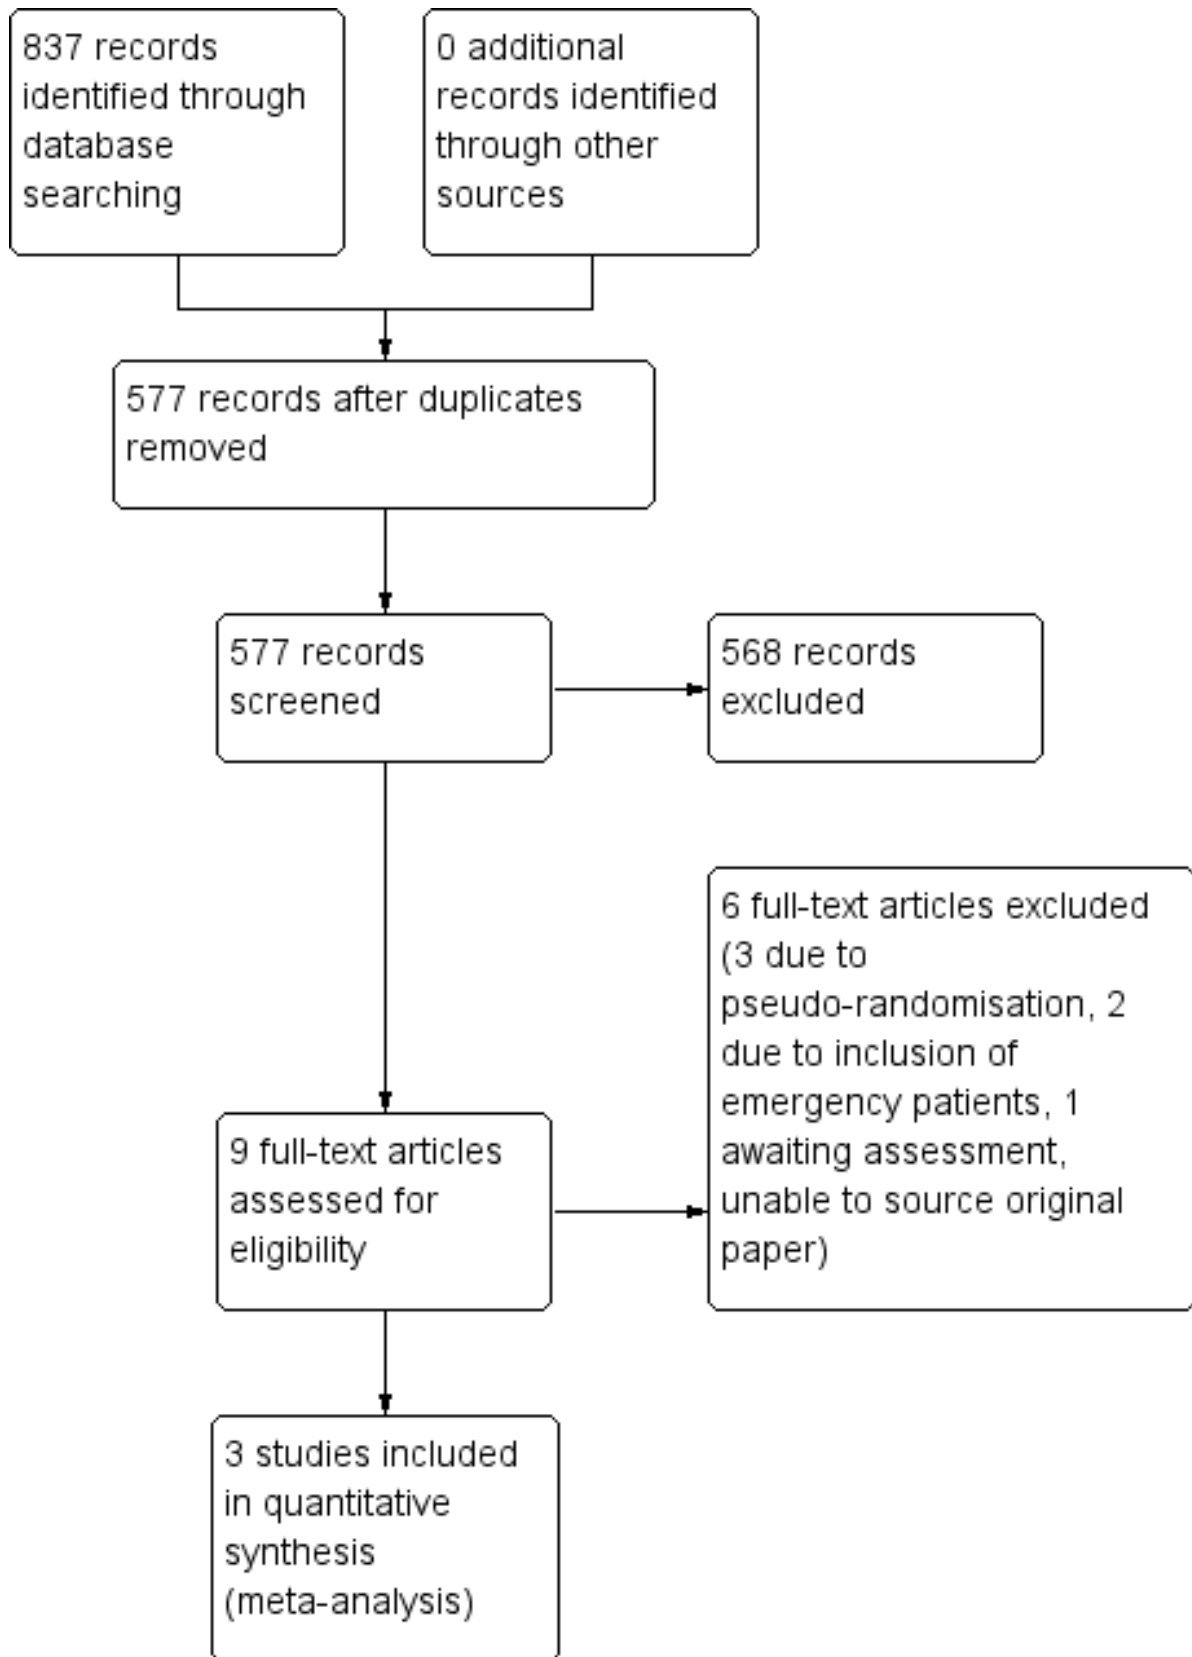 837 records
identified through
database
searching
0 additional
records identified
through other
sources
577 records after duplicates
removed
577 records
screened
568 records
excluded
6 full-text articles excluded
(3 due to
pseudo-randomisation, 2
due to inclusion of
emergency patients, 1
awaiting assessment,
unable to source original
paper)
9 full-text articles
assessed for
eligibility
3 studies included
in quantitative
synthesis
(meta-analysis)